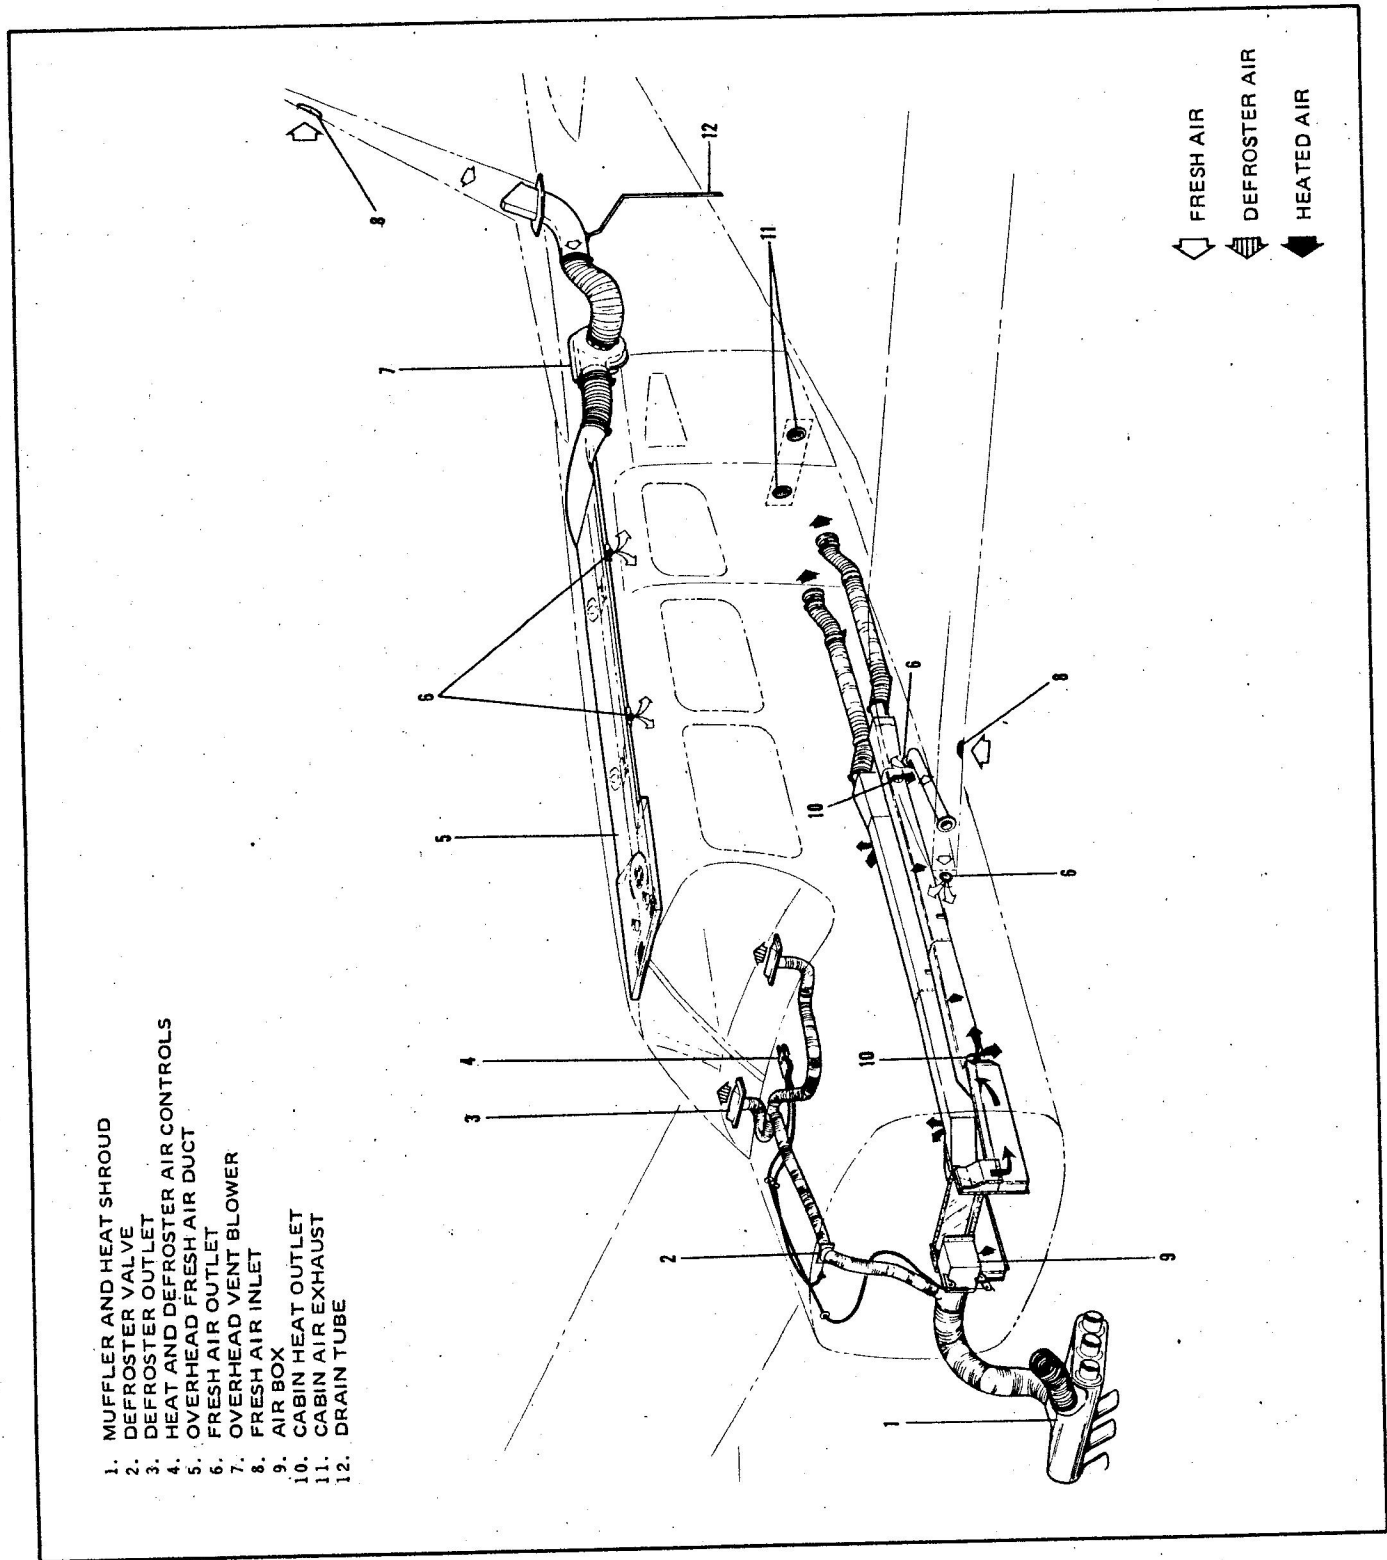 1. MUFFLER AND HEAT SHROUD
2. DEFROSTER VALVE
3. DEFROSTER OUTLET
4. HEAT AND DEFROSTER AIR CONTROLS
5. OVERHEAD FRESH AIR DUCT
6. FRESH AIR OUTLET
7. OVERHEAD VENT BLOWER
8. FRESH AIR INLET
9. AIR BOX
10. CABIN HEAT OUTLET
11. CABIN AIR EXHAUST
12. DRAIN TUBE
8
12
7
11
6
5
6
8
10
6
4
3
10
2
9
1
FRESH AIR
DEFROSTER AIR
HEATED AIR